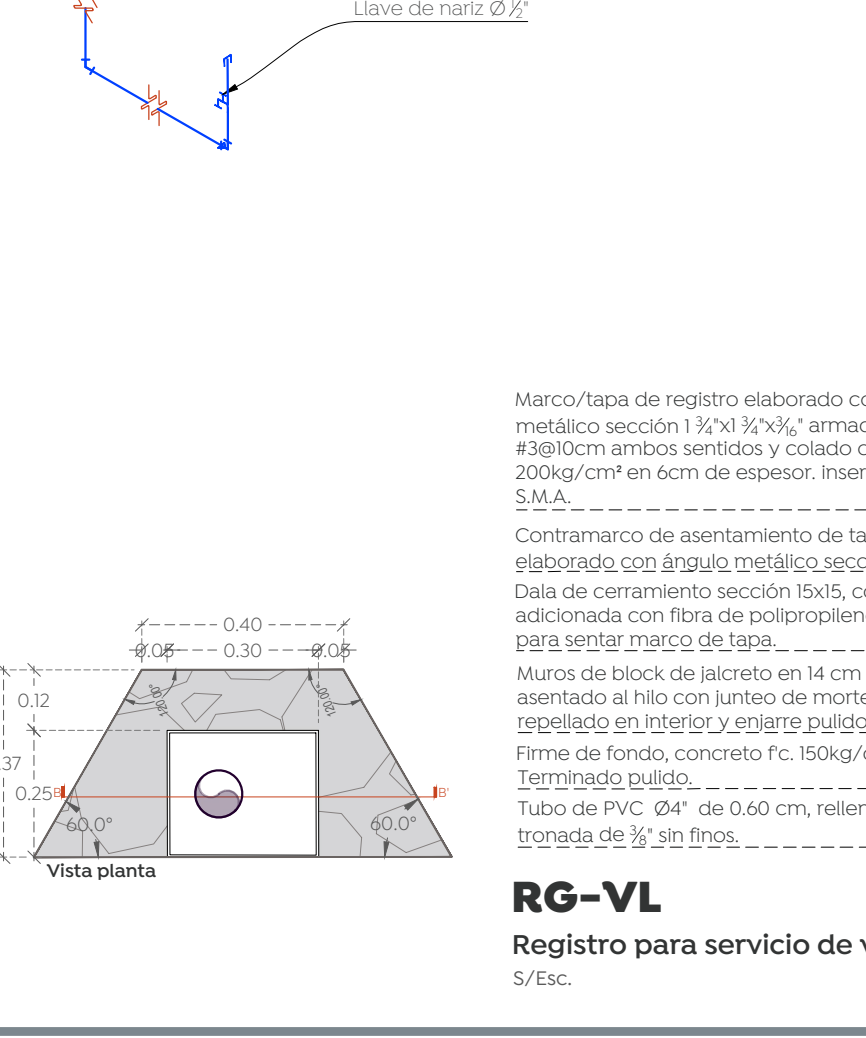 Llave de nariz Ø ½"
Marco/tapa de registro elaborado co
metálico sección 1 ¾"x1 ¾"x³⁄₁₆" armad
#3@10cm ambos sentidos y colado c
200kg/cm² en 6cm de espesor. inser
S.M.A.
Contramarco de asentamiento de ta
elaborado con ángulo metálico secc
Dala de cerramiento sección 15x15, co
adicionada con fibra de polipropilen
para sentar marco de tapa.
Muros de block de jalcreto en 14 cm
asentado al hilo con junteo de morte
repellado en interior y enjarre pulido
Firme de fondo, concreto f'c. 150kg/c
Terminado pulido.
Tubo de PVC Ø4" de 0.60 cm, rellen
tronada de ⅜" sin finos.
0.40
0.05 0.30 0.05
120.00° 120.00°
0.12
37
0.25
B B'
60.0° 60.0°
Vista planta
RG-VL
Registro para servicio de v
S/Esc.